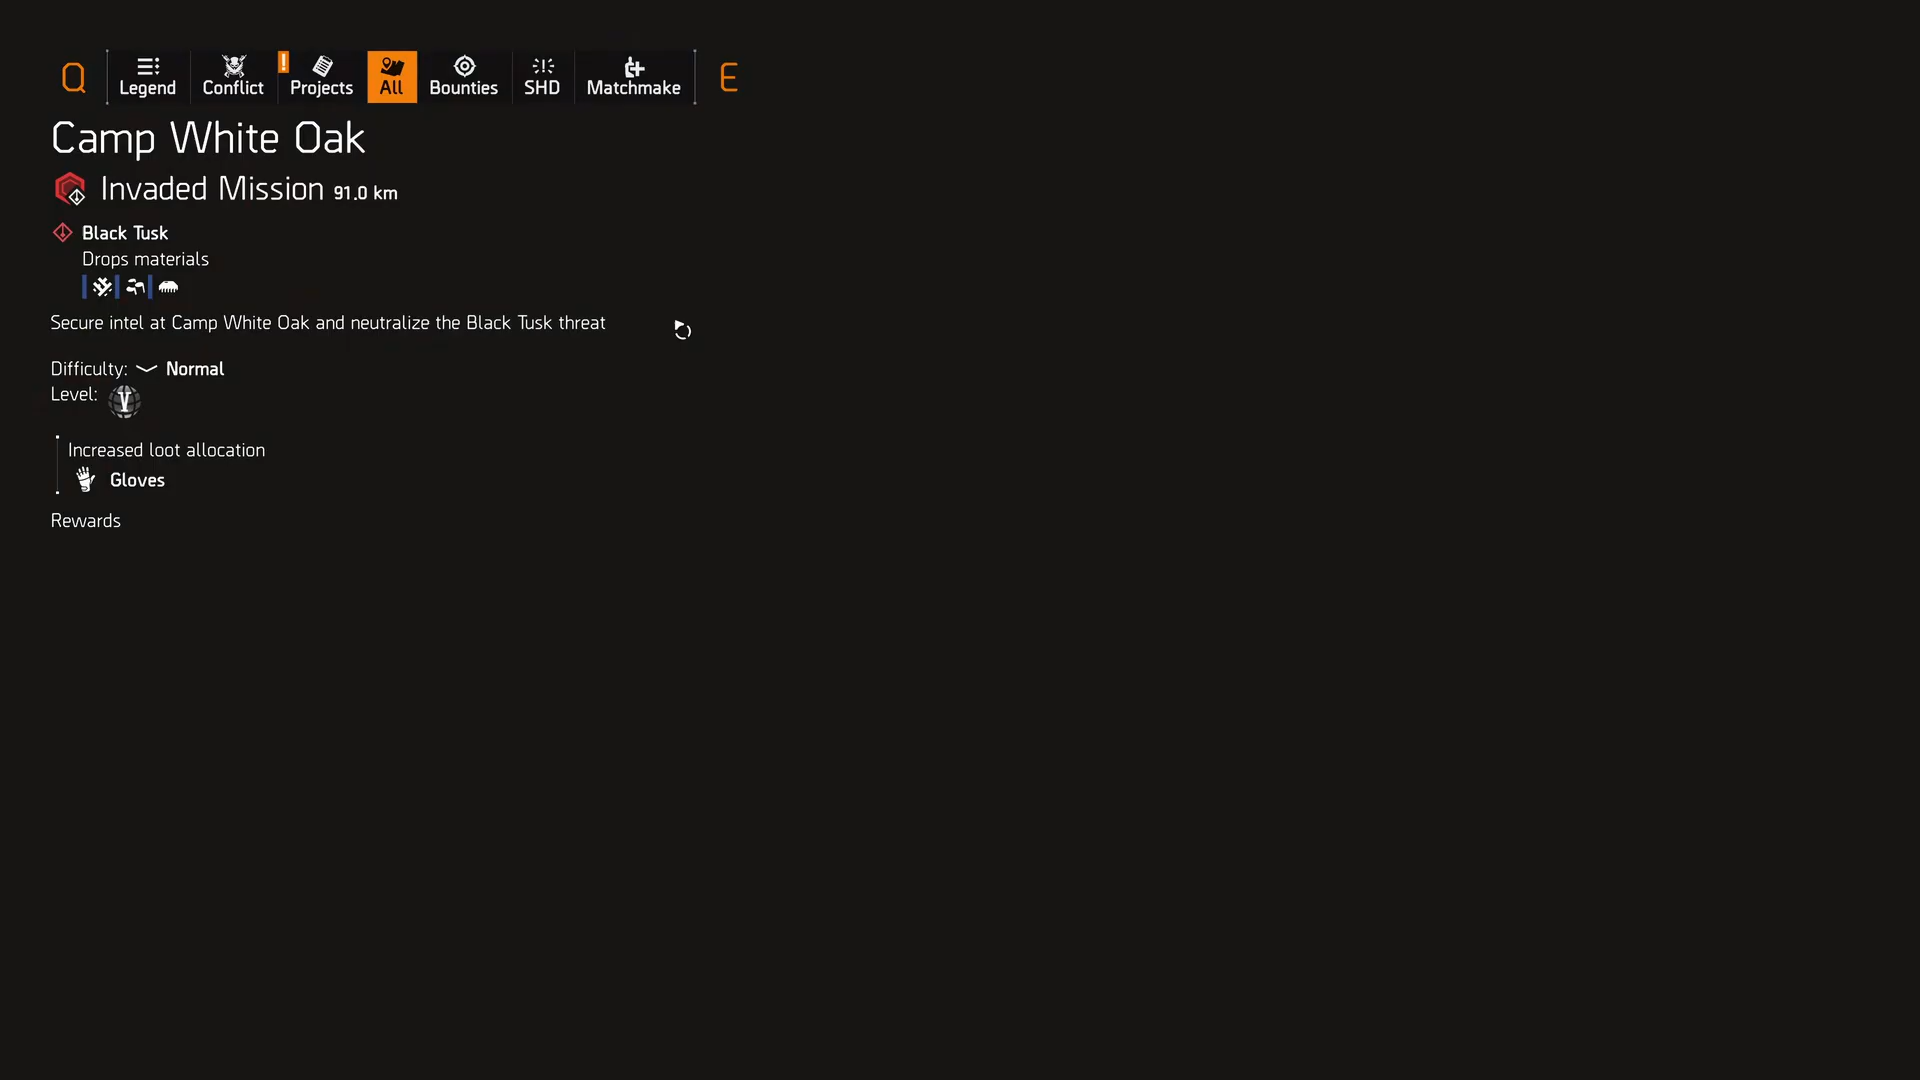 Q Legend Conflict ! Projects All Bounties SHD Matchmake E
Camp White Oak
Invaded Mission 91.0 km
Black Tusk
Drops materials
Secure intel at Camp White Oak and neutralize the Black Tusk threat
Difficulty: Normal
Level: V
Increased loot allocation
Gloves
Rewards